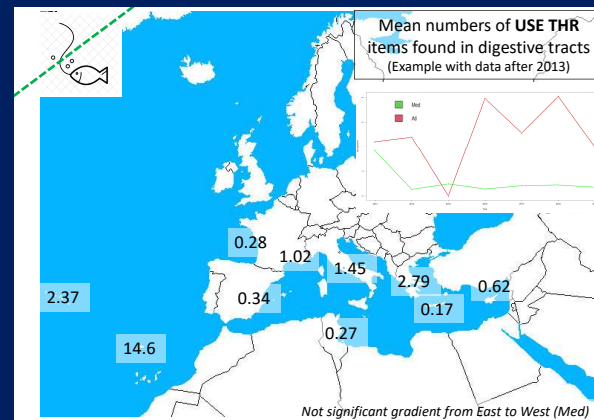 Mean numbers of USE THR
items found in digestive tracts
(Example with data after 2013)
Med
Atl
0.28
1.02
1.45
2.79
0.62
2.37
0.34
0.17
0.27
14.6
Not significant gradient from East to West (Med)